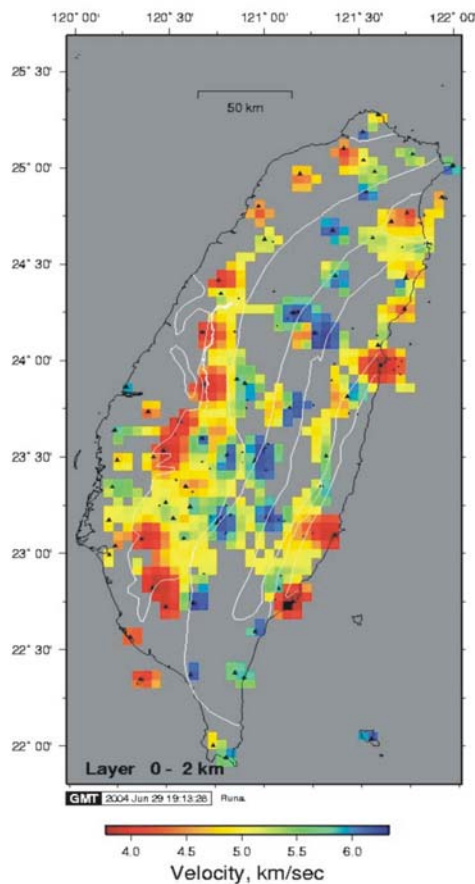 120° 00' 120° 30' 121° 00' 121° 30' 122° 00'
25° 30'
50 km
25° 00'
24° 30'
24° 00'
23° 30'
23° 00'
22° 30'
22° 00'
Layer 0 - 2 km
GMT 2004 Jun 29 19:13:28 Runa.
4.0 4.5 5.0 5.5 6.0
Velocity, km/sec